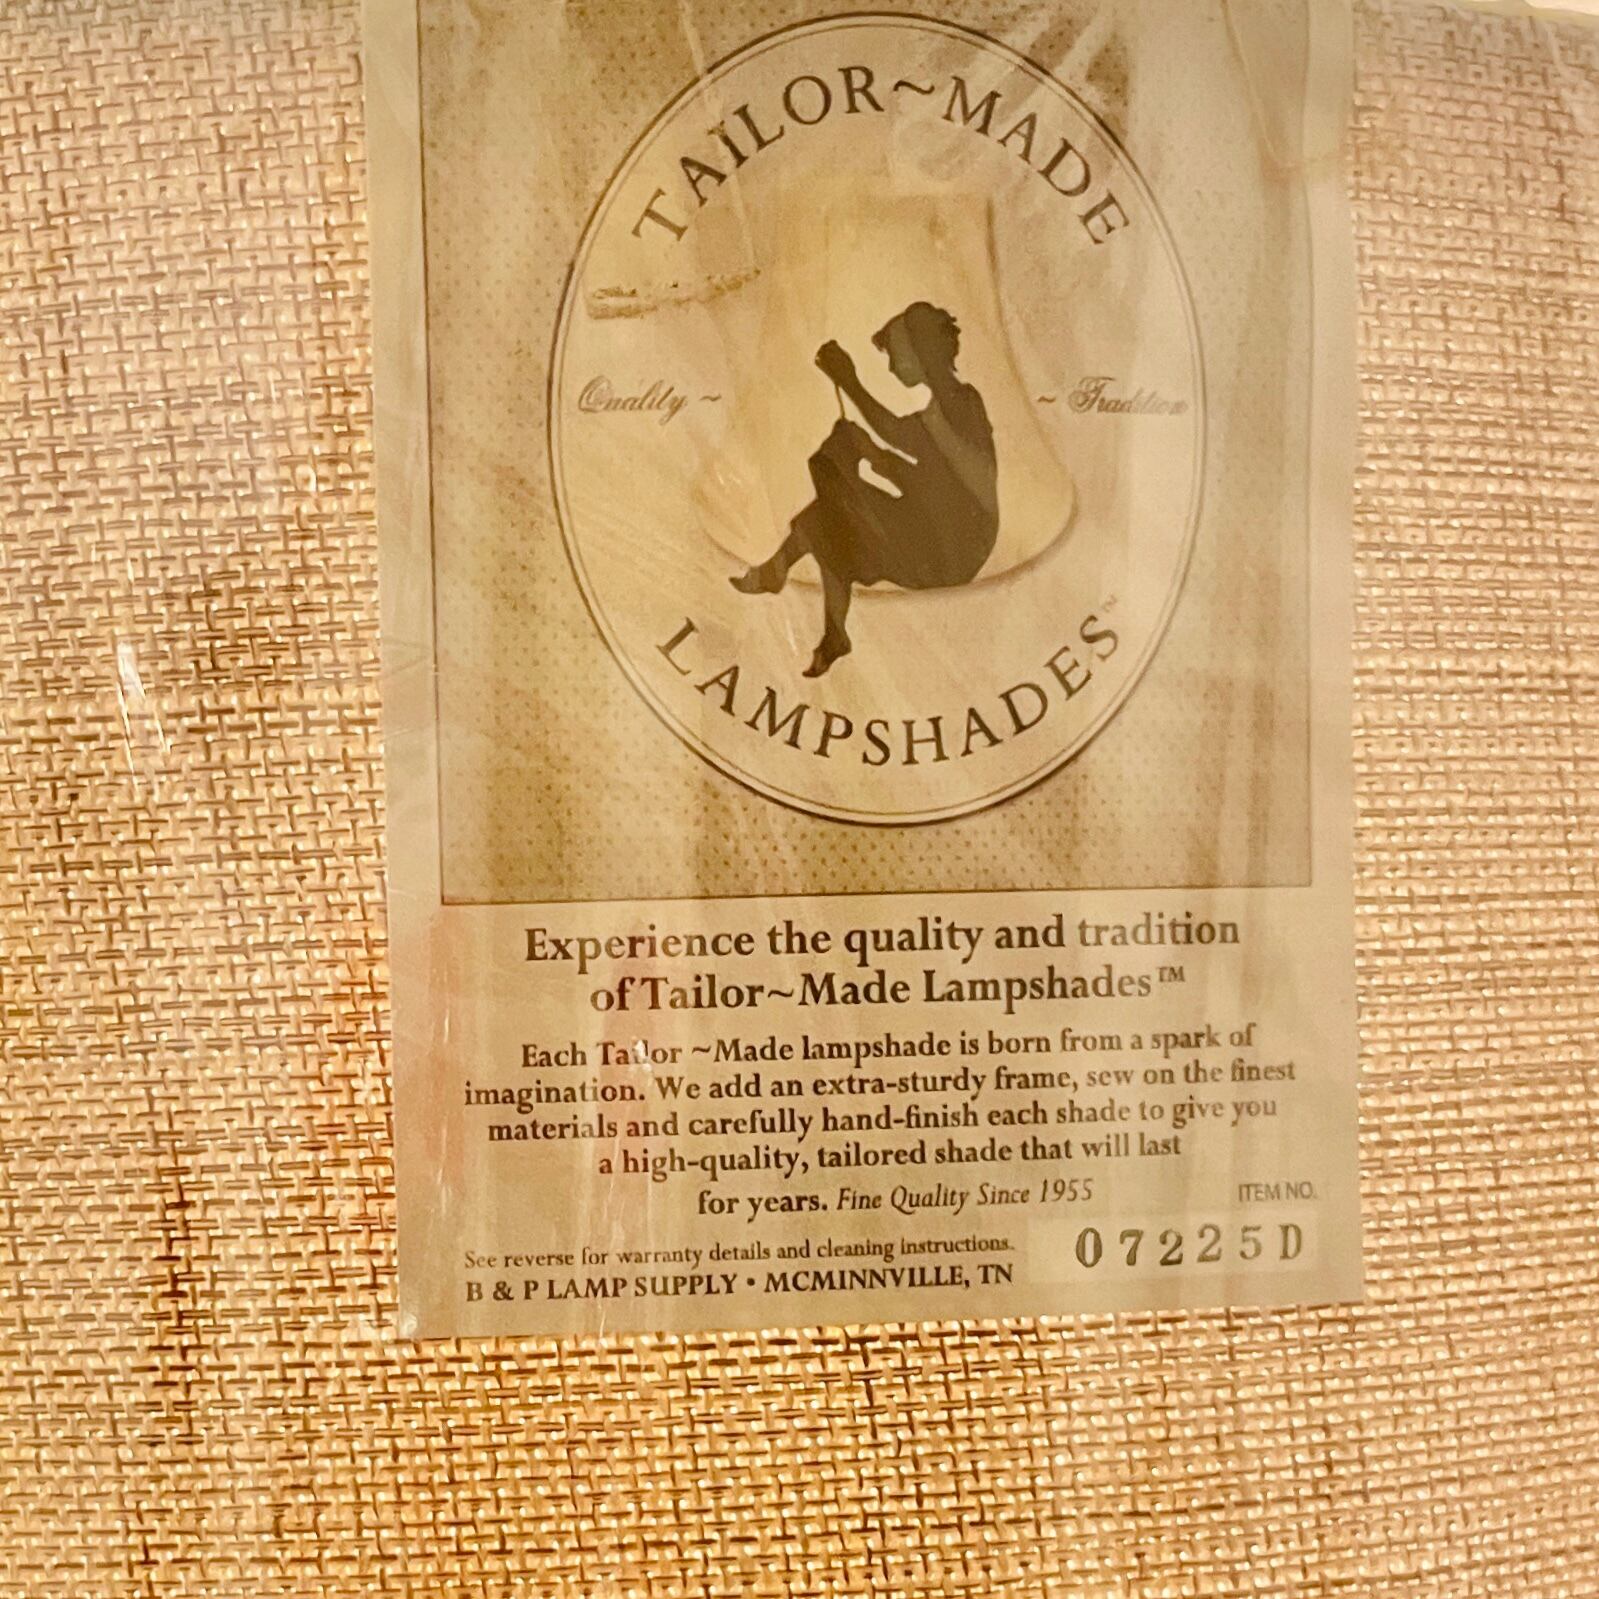 TAILOR~MADE
Quality ~
~ Tradition
LAMPSHADES™
Experience the quality and tradition
of Tailor~Made Lampshades™
Each Tailor ~Made lampshade is born from a spark of
imagination. We add an extra-sturdy frame, sew on the finest
materials and carefully hand-finish each shade to give you
a high-quality, tailored shade that will last
for years. Fine Quality Since 1955
ITEM NO.
07225D
See reverse for warranty details and cleaning instructions.
B & P LAMP SUPPLY • MCMINNVILLE, TN